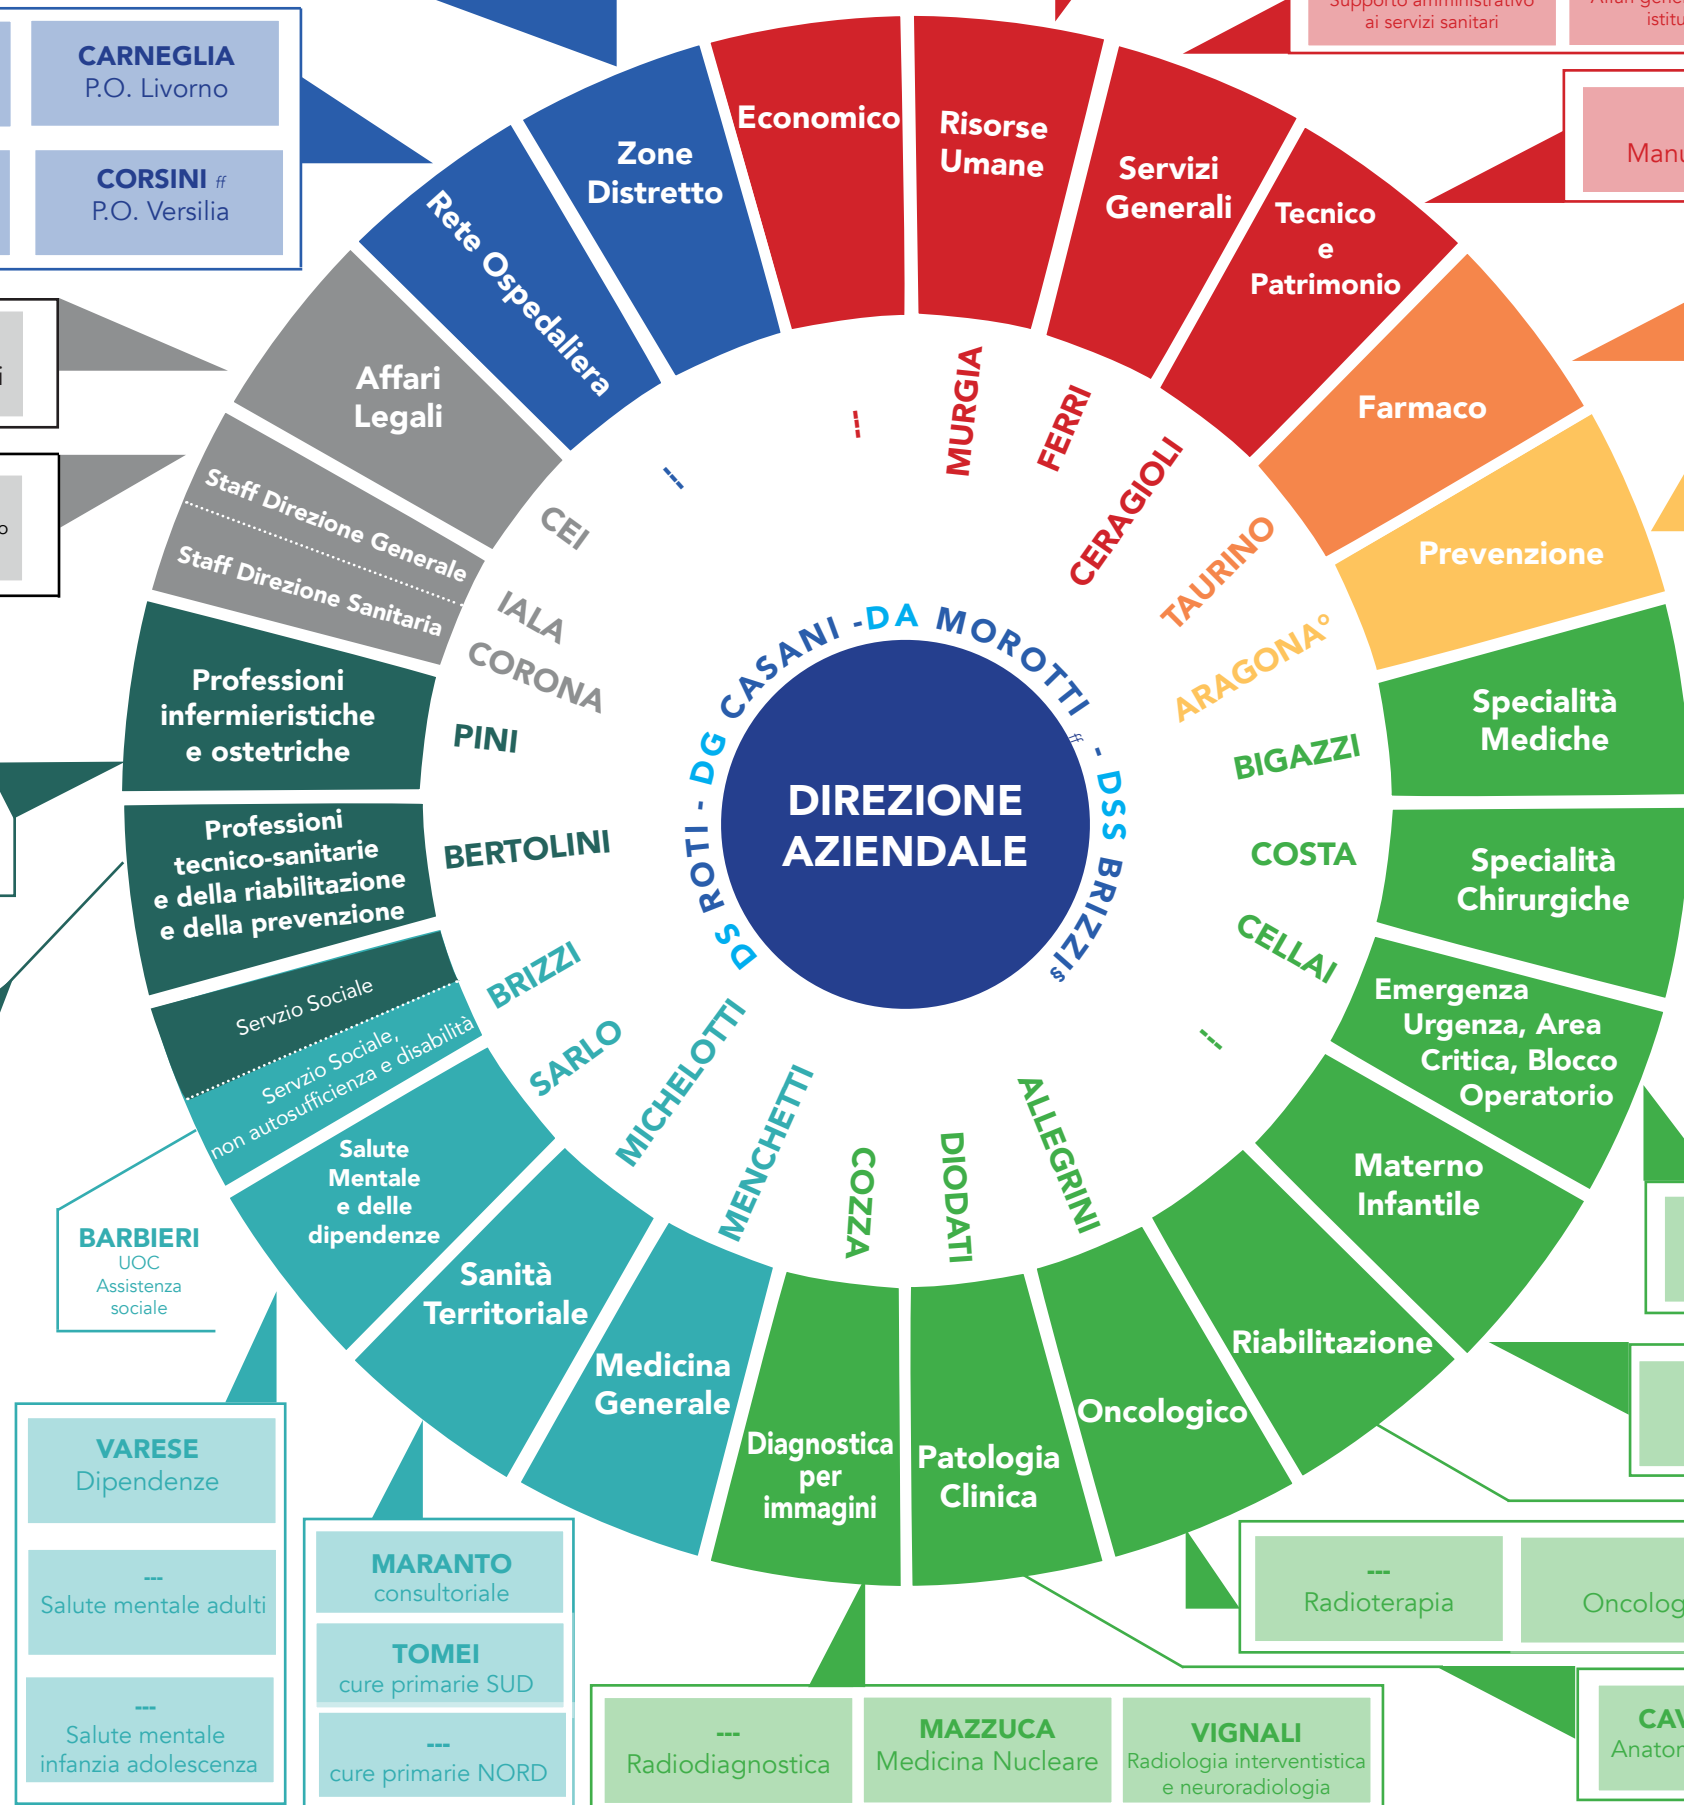 CARNEGLIA
P.O. Livorno
CORSINI ff
P.O. Versilia
Supporto amministrativo
ai servizi sanitari
Economico
Risorse
Umane
Servizi
Generali
Tecnico
e
Patrimonio
Farmaco
Prevenzione
Specialità
Mediche
Specialità
Chirurgiche
Emergenza
Urgenza, Area
Critica, Blocco
Operatorio
Materno
Infantile
Riabilitazione
Oncologico
Patologia
Clinica
Diagnostica
per
immagini
Medicina
Generale
Sanità
Territoriale
Salute
Mentale
e delle
dipendenze
Servzio Sociale,
non autosufficienza e disabilità
Servzio Sociale
Professioni
tecnico-sanitarie
e della riabilitazione
e della prevenzione
Professioni
infermieristiche
e ostetriche
Staff Direzione Sanitaria
Staff Direzione Generale
Affari
Legali
Rete Ospedaliera
Zone
Distretto
---
MURGIA
FERRI
CERAGIOLI
TAURINO
ARAGONA°
BIGAZZI
COSTA
CELLAI
---
ALLEGRINI
DIODATI
COZZA
MENCHETTI
MICHELOTTI
SARLO
BRIZZI
BERTOLINI
PINI
CORONA
IALA
CEI
---
DS ROTI - DG CASANI -DA MOROTTI ff - DSS BRIZZI§
DIREZIONE
AZIENDALE
BARBIERI
UOC
Assistenza
sociale
VARESE
Dipendenze
---
Salute mentale adulti
---
Salute mentale
infanzia adolescenza
MARANTO
consultoriale
TOMEI
cure primarie SUD
---
cure primarie NORD
---
Radiodiagnostica
MAZZUCA
Medicina Nucleare
VIGNALI
Radiologia interventistica
e neuroradiologia
---
Radioterapia